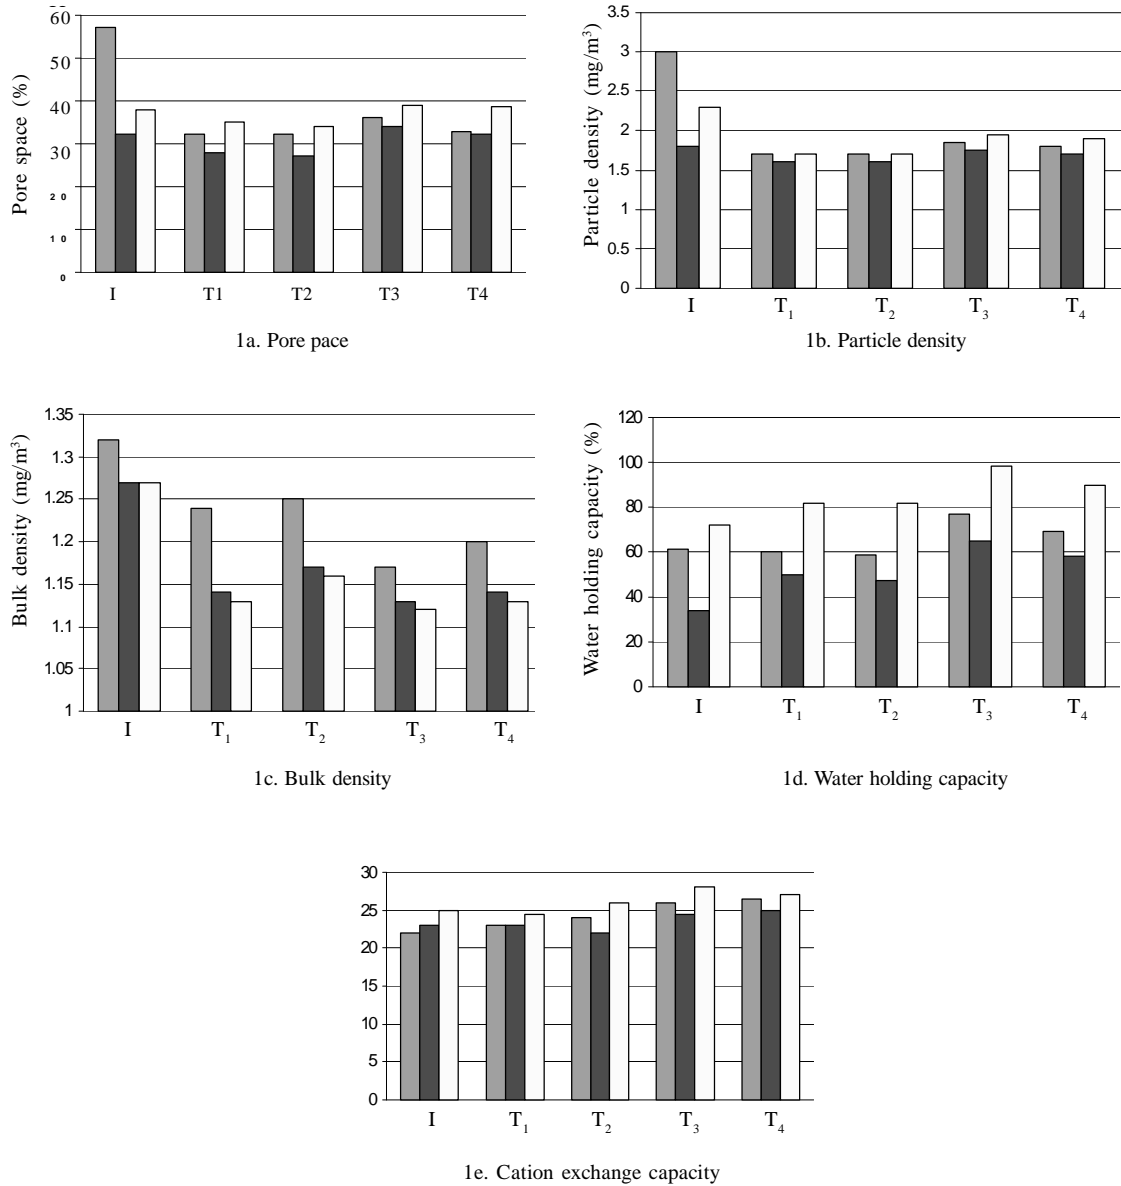 60
50
40
30
20
10
0
Pore space (%)
I T1 T2 T3 T4
1a. Pore pace
3.5
3
2.5
2
1.5
1
0.5
0
Particle density (mg/m³)
I T₁ T₂ T₃ T₄
1b. Particle density
1.35
1.3
1.25
1.2
1.15
1.1
1.05
1
Bulk density (mg/m³)
I T₁ T₂ T₃ T₄
1c. Bulk density
120
100
80
60
40
20
0
Water holding capacity (%)
I T₁ T₂ T₃ T₄
1d. Water holding capacity
30
25
20
15
10
5
0
I T₁ T₂ T₃ T₄
1e. Cation exchange capacity